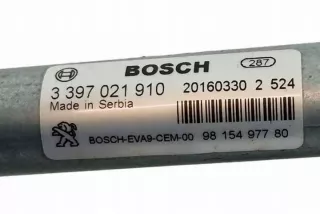 BOSCH 287
3 397 021 910 20160330 2 524
Made in Serbia
BOSCH-EVA9-CEM-00 98 154 977 80